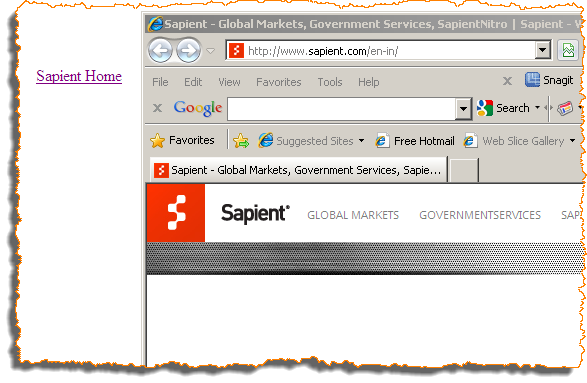 Sapient - Global Markets, Government Services, SapientNitro | Sapient - W
http://www.sapient.com/en-in/
Sapient Home
File Edit View Favorites Tools Help x Snagit
x Google Search
Favorites Suggested Sites Free Hotmail Web Slice Gallery
Sapient - Global Markets, Government Services, Sapie...
Sapient® GLOBAL MARKETS GOVERNMENTSERVICES SAP